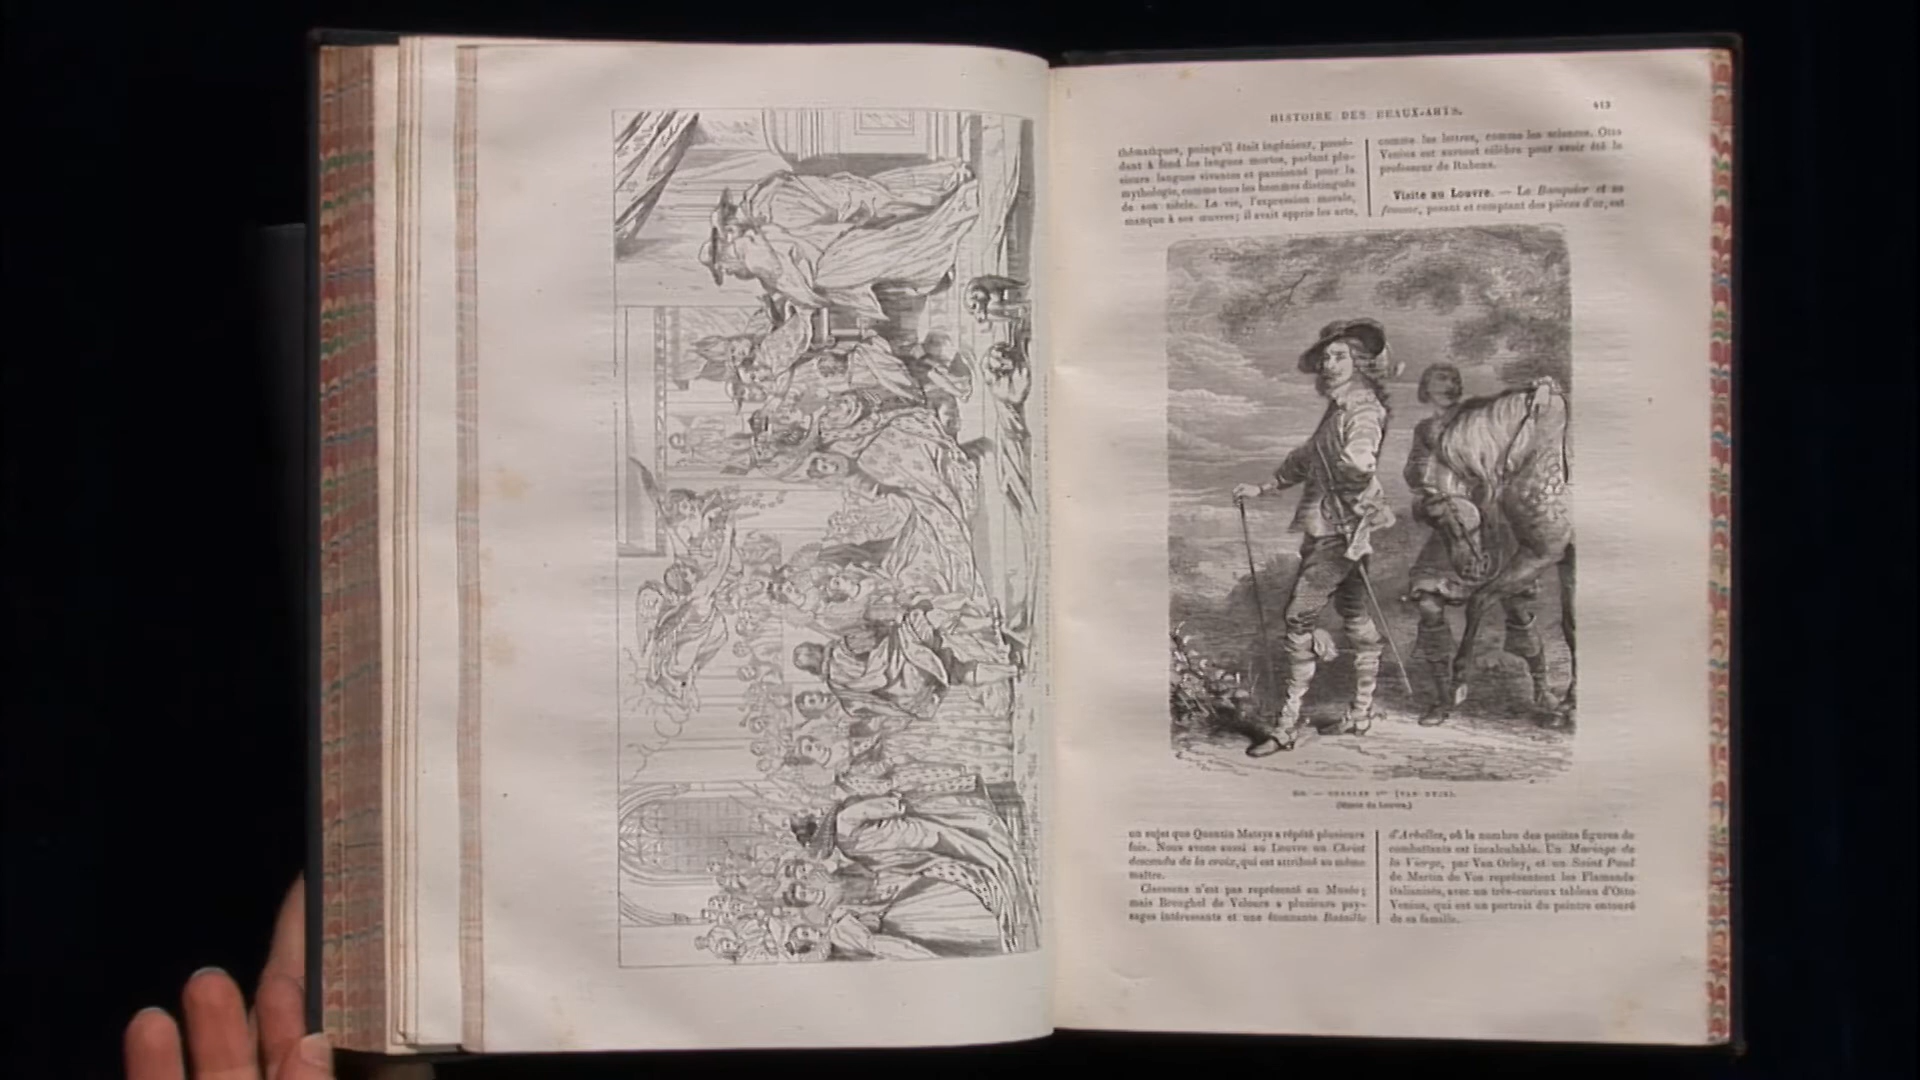 HISTOIRE DES BEAUX-ARTS.
413
thématiques, puisqu'il était ingénieur, possé-
dant à fond les langues mortes, parlant plu-
sieurs langues vivantes et passionné pour la
mythologie, comme tous les hommes distingués
de son siècle. La vie, l'expression morale,
manque à ses œuvres; il avait appris les arts,
comme les lettres, comme les sciences. Otto
Venius est surtout célèbre pour avoir été le
professeur de Rubens.
Visite au Louvre. — Le Banquier et sa
femme, pesant et comptant des pièces d'or, est
CHARLES Ier (VAN DYCK).
(Musée du Louvre.)
un sujet que Quentin Matsys a répété plusieurs
fois. Nous avons aussi au Louvre un Christ
descendu de la croix, qui est attribué au même
maître.
Claessens n'est pas représenté au Musée;
mais Breughel de Velours a plusieurs pay-
sages intéressants et une étonnante Bataille
d'Arbelles, où le nombre des petites figures de
combattants est incalculable. Un Mariage de
la Vierge, par Van Orley, et un Saint Paul
de Martin de Vos représentent les Flamands
italianisés, avec un très-curieux tableau d'Otto
Venius, qui est un portrait du peintre entouré
de sa famille.